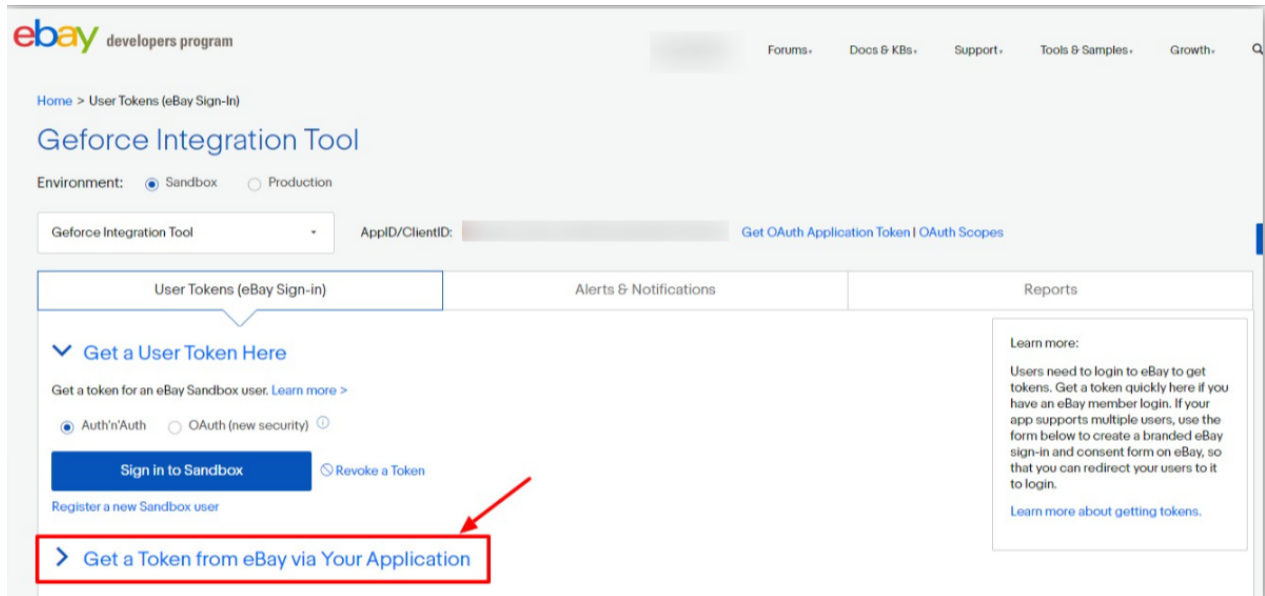 ebay developers program
Forums Docs & KBs Support Tools & Samples Growth
Home > User Tokens (eBay Sign-In)
Geforce Integration Tool
Environment: Sandbox Production
Geforce Integration Tool AppID/ClientID: Get OAuth Application Token | OAuth Scopes
User Tokens (eBay Sign-in) Alerts & Notifications Reports
Get a User Token Here
Get a token for an eBay Sandbox user. Learn more >
Auth'n'Auth OAuth (new security)
Sign in to Sandbox Revoke a Token
Register a new Sandbox user
Get a Token from eBay via Your Application
Learn more:
Users need to login to eBay to get
tokens. Get a token quickly here if you
have an eBay member login. If your
app supports multiple users, use the
form below to create a branded eBay
sign-in and consent form on eBay, so
that you can redirect your users to it
to login.
Learn more about getting tokens.